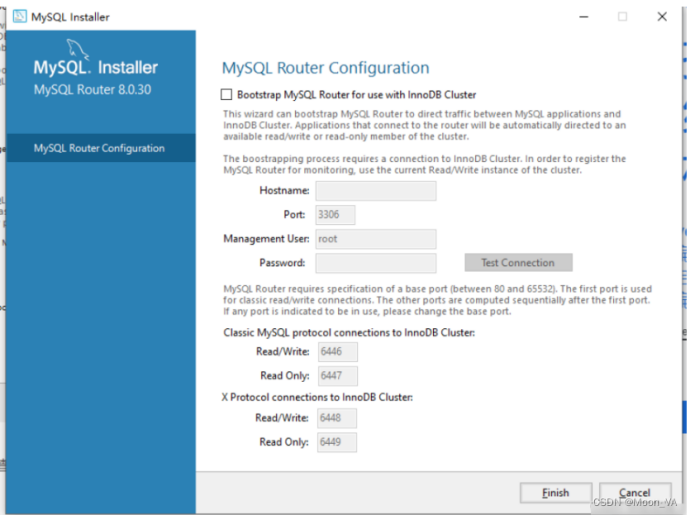 MySQL Installer
MySQL. Installer
MySQL Router 8.0.30
MySQL Router Configuration
MySQL Router Configuration
Bootstrap MySQL Router for use with InnoDB Cluster
This wizard can bootstrap MySQL Router to direct traffic between MySQL applications and
InnoDB Cluster. Applications that connect to the router will be automatically directed to an
available read/write or read-only member of the cluster.
The boostrapping process requires a connection to InnoDB Cluster. In order to register the
MySQL Router for monitoring, use the current Read/Write instance of the cluster.
Hostname:
Port: 3306
Management User: root
Password: Test Connection
MySQL Router requires specification of a base port (between 80 and 65532). The first port is used
for classic read/write connections. The other ports are computed sequentially after the first port.
If any port is indicated to be in use, please change the base port.
Classic MySQL protocol connections to InnoDB Cluster:
Read/Write: 6446
Read Only: 6447
X Protocol connections to InnoDB Cluster:
Read/Write: 6448
Read Only: 6449
Finish Cancel
CSDN @Moon_VA